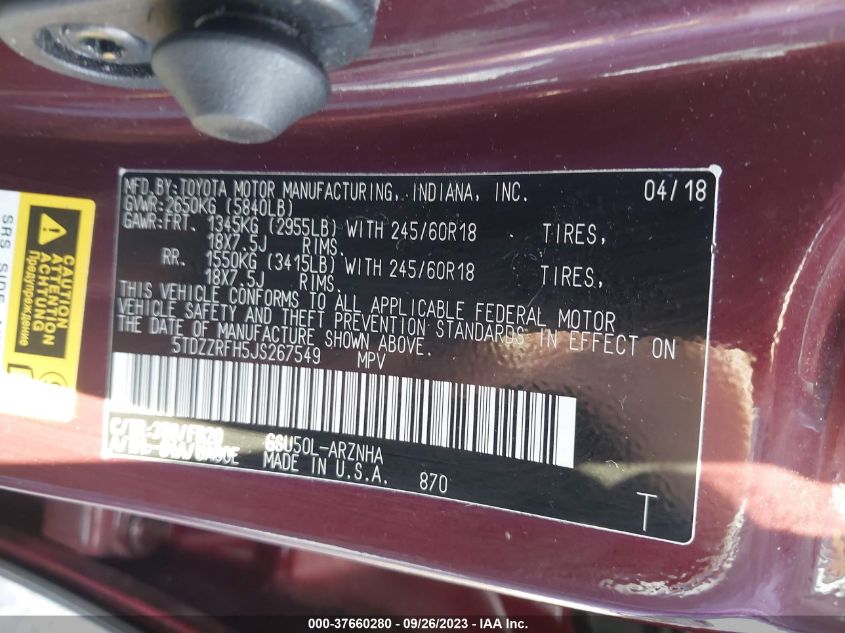 MFD.BY:TOYOTA MOTOR MANUFACTURING, INDIANA, INC. 04/18
GVWR:2650KG (5840LB)
GAWR:FRT. 1345KG (2955LB) WITH 245/60R18 TIRES,
18X7.5J RIMS,
RR. 1550KG (3415LB) WITH 245/60R18 TIRES,
18X7.5J RIMS.
THIS VEHICLE CONFORMS TO ALL APPLICABLE FEDERAL MOTOR
VEHICLE SAFETY AND THEFT PREVENTION STANDARDS IN EFFECT ON
THE DATE OF MANUFACTURE SHOWN ABOVE.
5TDZZRFH5JS267549 MPV
GSU50L-ARZNHA
MADE IN U.S.A. 870
T
SRS SIDE
CAUTION
ATTENTION
ACHTUNG
Предупреждение
000-37660280 - 09/26/2023 - IAA Inc.